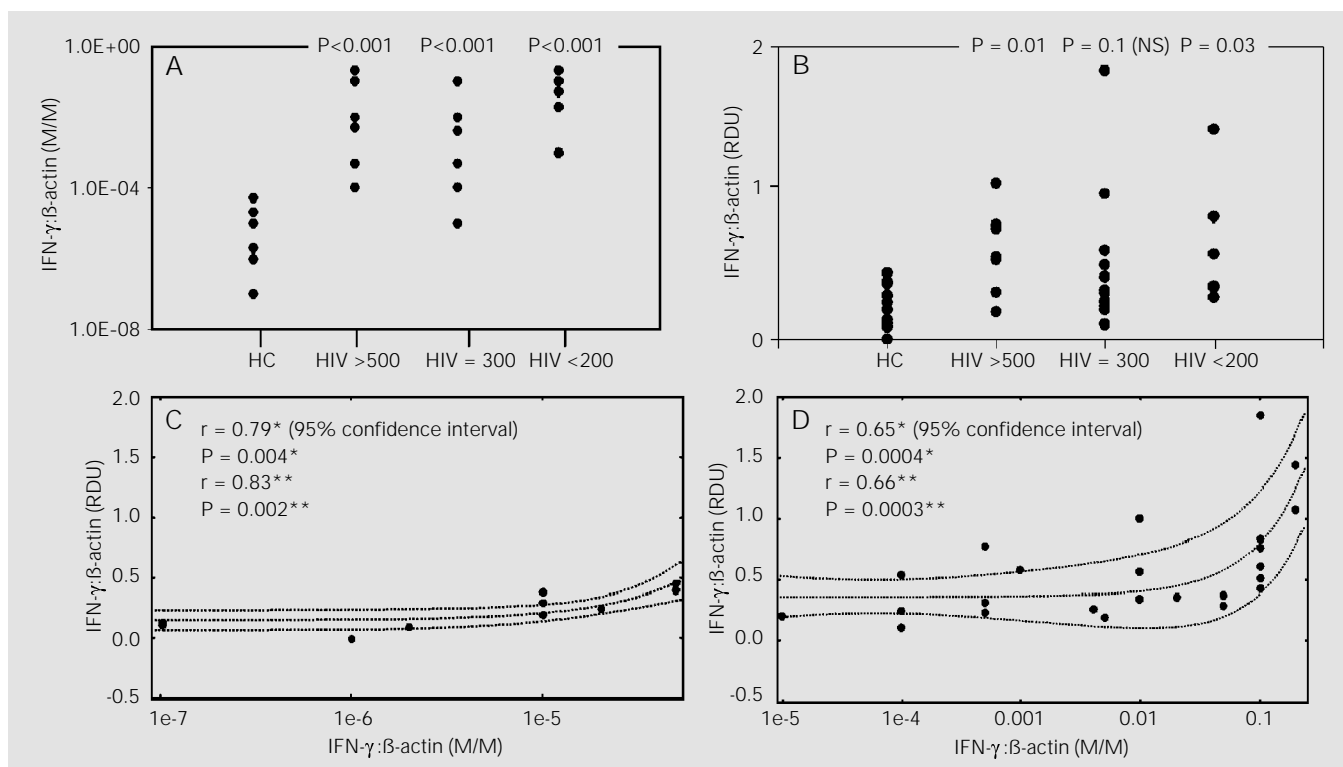 A
P<0.001 P<0.001 P<0.001
1.0E+00
1.0E-04
1.0E-08
IFN-γ:ß-actin (M/M)
HC HIV >500 HIV = 300 HIV <200
B
P = 0.01 P = 0.1 (NS) P = 0.03
2
1
0
IFN-γ:ß-actin (RDU)
HC HIV >500 HIV = 300 HIV <200
C
r = 0.79* (95% confidence interval)
P = 0.004*
r = 0.83**
P = 0.002**
2.0
1.5
1.0
0.5
0.0
-0.5
IFN-γ:ß-actin (RDU)
1e-7 1e-6 1e-5
IFN-γ:ß-actin (M/M)
D
r = 0.65* (95% confidence interval)
P = 0.0004*
r = 0.66**
P = 0.0003**
2.0
1.5
1.0
0.5
0.0
-0.5
IFN-γ:ß-actin (RDU)
1e-5 1e-4 0.001 0.01 0.1
IFN-γ:ß-actin (M/M)